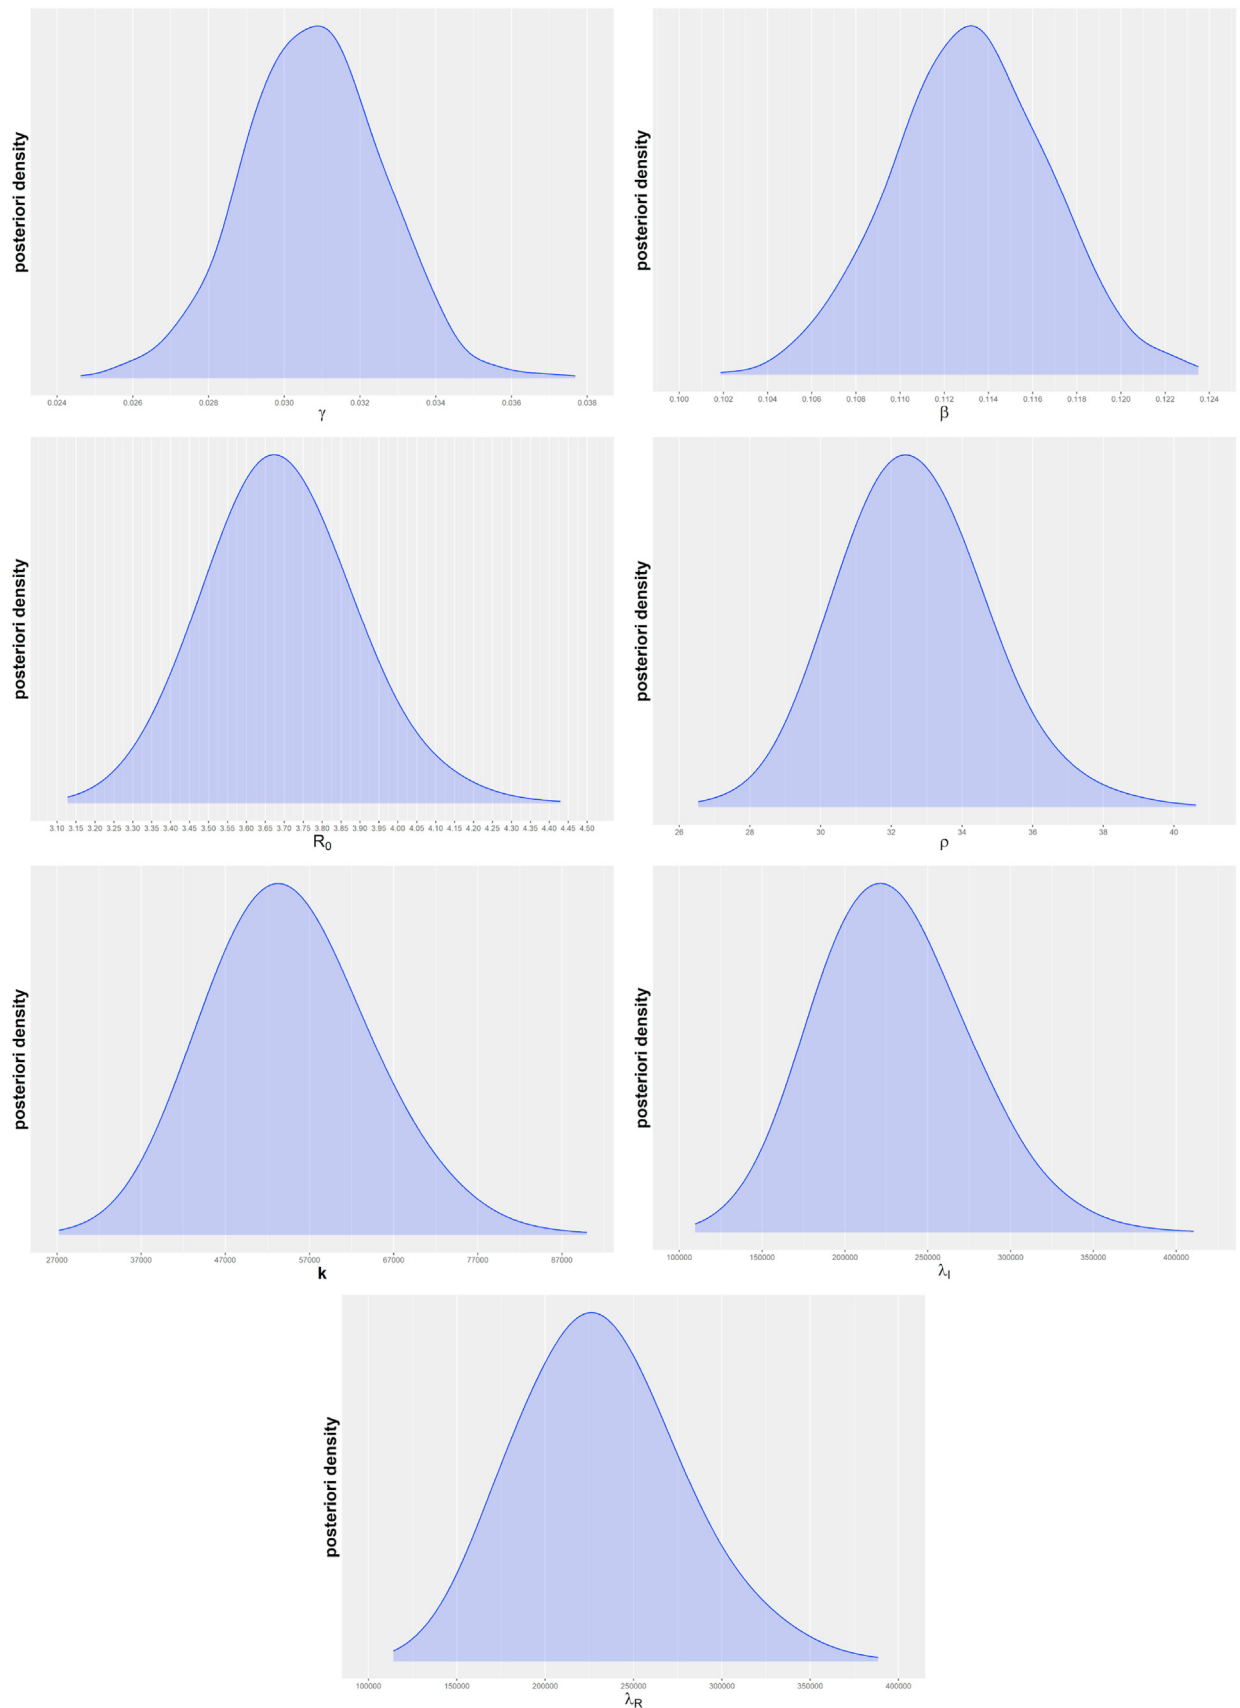 posteriori density
0.024 0.026 0.028 0.030 0.032 0.034 0.036 0.038
γ
posteriori density
0.100 0.102 0.104 0.106 0.108 0.110 0.112 0.114 0.116 0.118 0.120 0.122 0.124
β
posteriori density
3.10 3.15 3.20 3.25 3.30 3.35 3.40 3.45 3.50 3.55 3.60 3.65 3.70 3.75 3.80 3.85 3.90 3.95 4.00 4.05 4.10 4.15 4.20 4.25 4.30 4.35 4.40 4.45 4.50
R0
posteriori density
26 28 30 32 34 36 38 40
ρ
posteriori density
27000 37000 47000 57000 67000 77000 87000
k
posteriori density
100000 150000 200000 250000 300000 350000 400000
λI
posteriori density
100000 150000 200000 250000 300000 350000 400000
λR